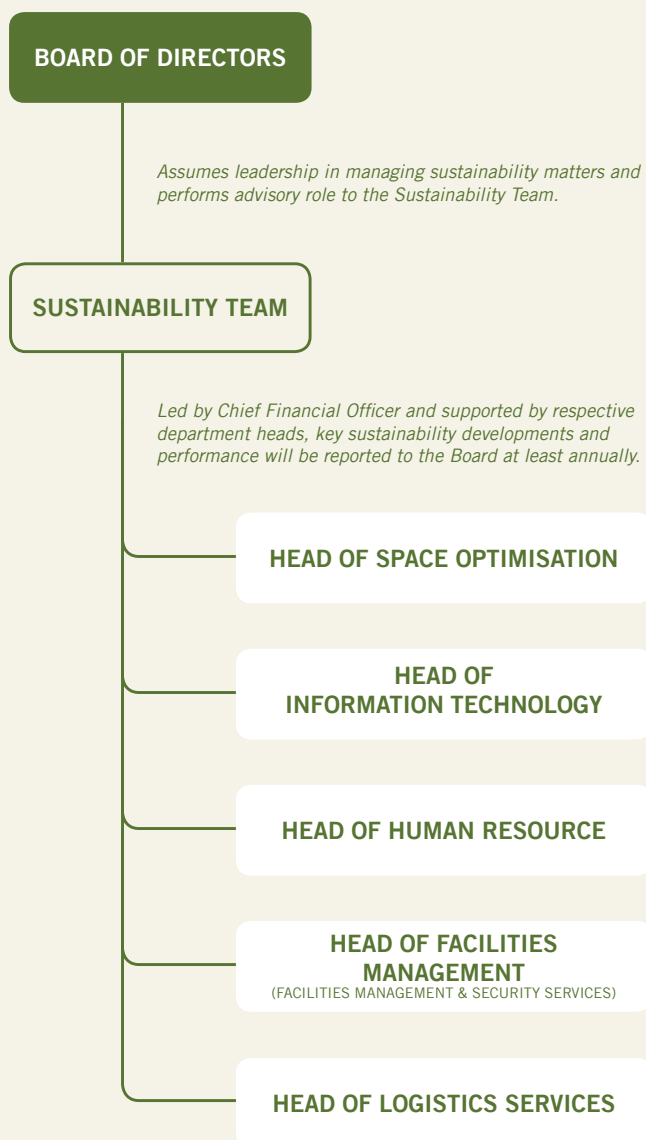 BOARD OF DIRECTORS
Assumes leadership in managing sustainability matters and
performs advisory role to the Sustainability Team.
SUSTAINABILITY TEAM
Led by Chief Financial Officer and supported by respective
department heads, key sustainability developments and
performance will be reported to the Board at least annually.
HEAD OF SPACE OPTIMISATION
HEAD OF
INFORMATION TECHNOLOGY
HEAD OF HUMAN RESOURCE
HEAD OF FACILITIES
MANAGEMENT
(FACILITIES MANAGEMENT & SECURITY SERVICES)
HEAD OF LOGISTICS SERVICES